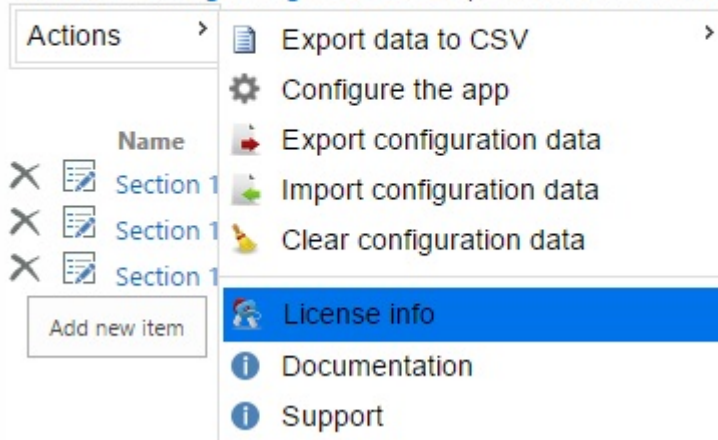 Actions
Export data to CSV
Configure the app
Export configuration data
Import configuration data
Clear configuration data
License info
Documentation
Support
Name
Section 1
Section 1
Section 1
Add new item